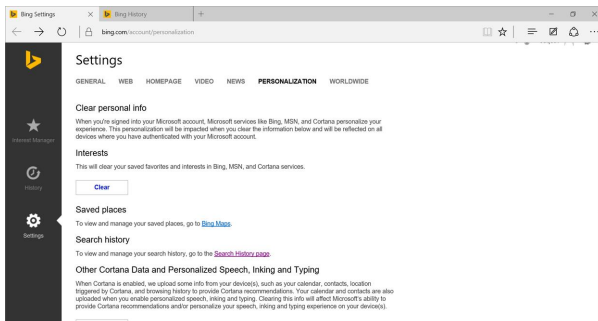 Bing Settings
Bing History
bing.com/account/personalization
Settings
GENERAL WEB HOMEPAGE VIDEO NEWS PERSONALIZATION WORLDWIDE
Clear personal info
When you're signed into your Microsoft account, Microsoft services like Bing, MSN, and Cortana personalize your
experience. This personalization will be impacted when you clear the information below and will be reflected on all
devices where you have authenticated with your Microsoft account.
Interest Manager
Interests
This will clear your saved favorites and interests in Bing, MSN, and Cortana services.
History
Clear
Saved places
To view and manage your saved places, go to Bing Maps.
Settings
Search history
To view and manage your search history, go to the Search History page.
Other Cortana Data and Personalized Speech, Inking and Typing
When Cortana is enabled, we upload some info from your device(s), such as your calendar, contacts, location
triggered by Cortana, and browsing history to provide Cortana recommendations. Your calendar and contacts are also
uploaded when you enable personalized speech, inking and typing. Clearing this info will affect Microsoft's ability to
provide Cortana recommendations and/or personalize your speech, inking and typing experience on your device(s).